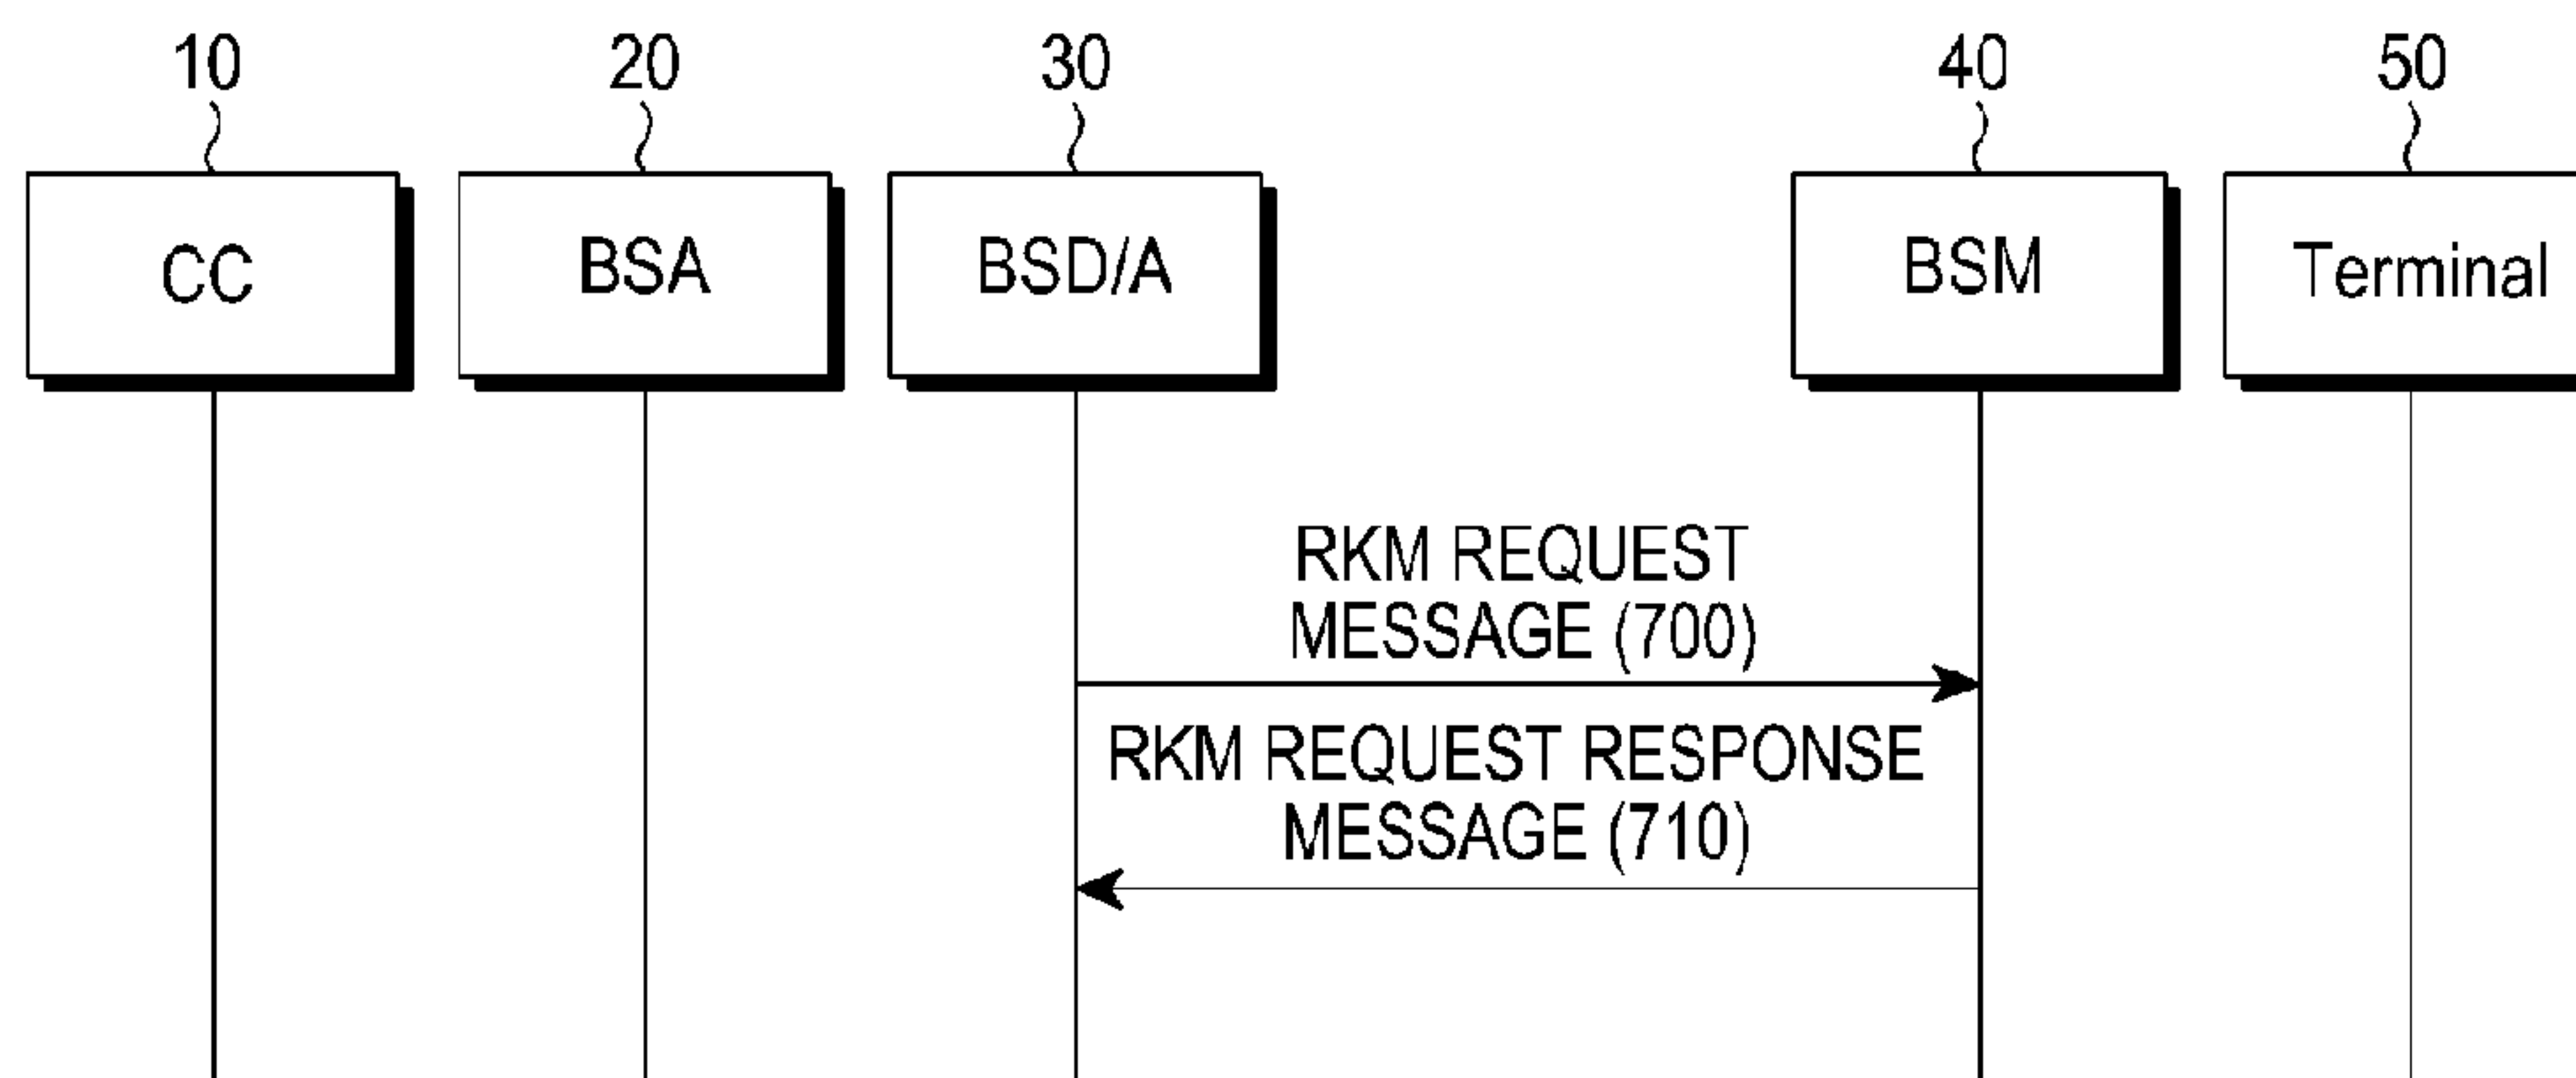 10
20
30
40
50
CC
BSA
BSD/A
BSM
Terminal
RKM REQUEST
MESSAGE (700)
RKM REQUEST RESPONSE
MESSAGE (710)